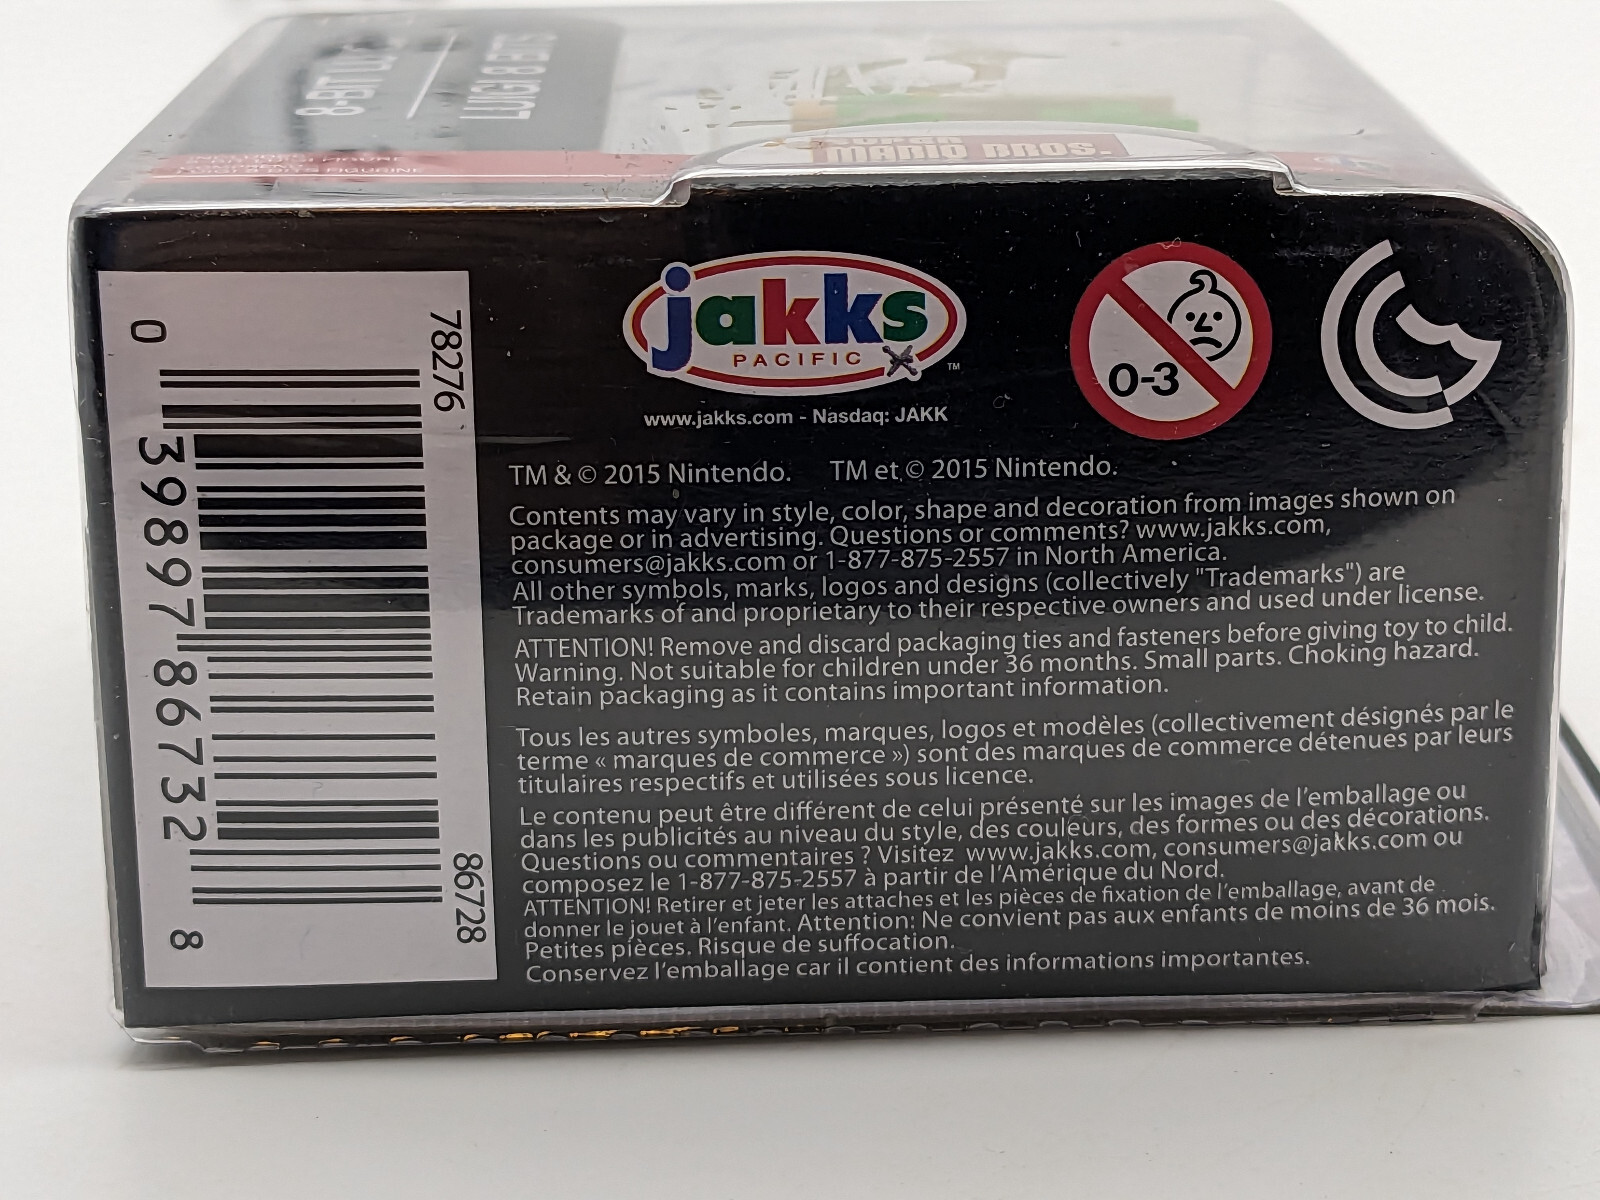 8-BIT
LUIGI 8 BITS
SUPER
MARIO BROS.
jakks
PACIFIC
TM
www.jakks.com - Nasdaq: JAKK
0-3
78276
0 39897 86732 8
86728
TM & © 2015 Nintendo. TM et © 2015 Nintendo.
Contents may vary in style, color, shape and decoration from images shown on
package or in advertising. Questions or comments? www.jakks.com,
consumers@jakks.com or 1-877-875-2557 in North America.
All other symbols, marks, logos and designs (collectively "Trademarks") are
Trademarks of and proprietary to their respective owners and used under license.
ATTENTION! Remove and discard packaging ties and fasteners before giving toy to child.
Warning. Not suitable for children under 36 months. Small parts. Choking hazard.
Retain packaging as it contains important information.
Tous les autres symboles, marques, logos et modèles (collectivement désignés par le
terme « marques de commerce ») sont des marques de commerce détenues par leurs
titulaires respectifs et utilisées sous licence.
Le contenu peut être différent de celui présenté sur les images de l'emballage ou
dans les publicités au niveau du style, des couleurs, des formes ou des décorations.
Questions ou commentaires ? Visitez www.jakks.com, consumers@jakks.com ou
composez le 1-877-875-2557 à partir de l'Amérique du Nord.
ATTENTION! Retirer et jeter les attaches et les pièces de fixation de l'emballage, avant de
donner le jouet à l'enfant. Attention: Ne convient pas aux enfants de moins de 36 mois.
Petites pièces. Risque de suffocation.
Conservez l'emballage car il contient des informations importantes.